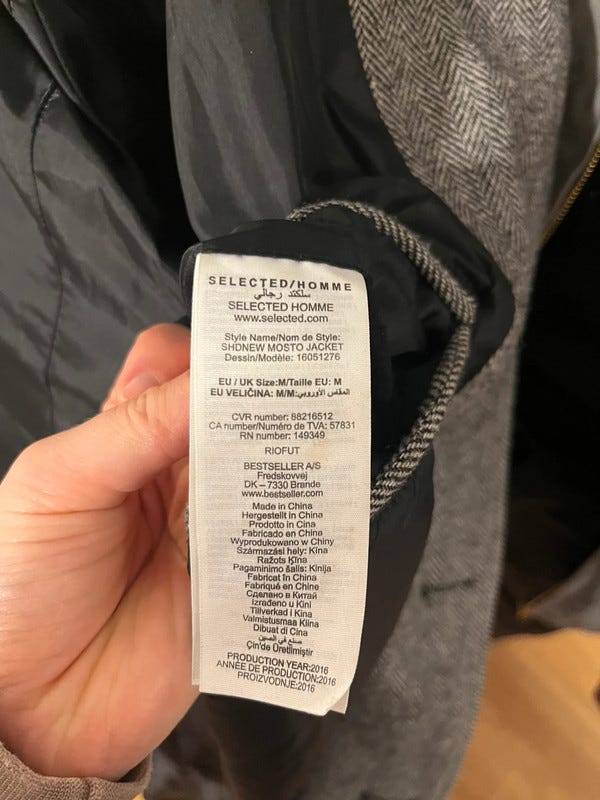 SELECTED/HOMME
سلكتد رجالي
SELECTED HOMME
www.selected.com
Style Name/Nom de Style:
SHDNEW MOSTO JACKET
Dessin/Modèle: 16051276
EU / UK Size:M/Taille EU: M
EU VELIČINA: M/M:المقاس الأوروبي
CVR number: 88216512
CA number/Numéro de TVA: 57831
RN number: 149349
RIOFUT
BESTSELLER A/S
Fredskovvej
DK – 7330 Brande
www.bestseller.com
Made in China
Hergestellt in China
Prodotto in Cina
Fabricado en China
Wyprodukowano w Chiny
Származási hely: Kína
Ražots Ķīna
Pagaminimo šalis: Kinija
Fabricat în China
Fabriqué en Chine
Сделано в Китай
Izrađeno u Kini
Tillverkad i Kina
Valmistusmaa Kiina
Dibuat di Cina
صنع في الصين
Çin'de Üretilmiştir
PRODUCTION YEAR:2016
ANNÉE DE PRODUCTION:2016
PROIZVODNJE:2016